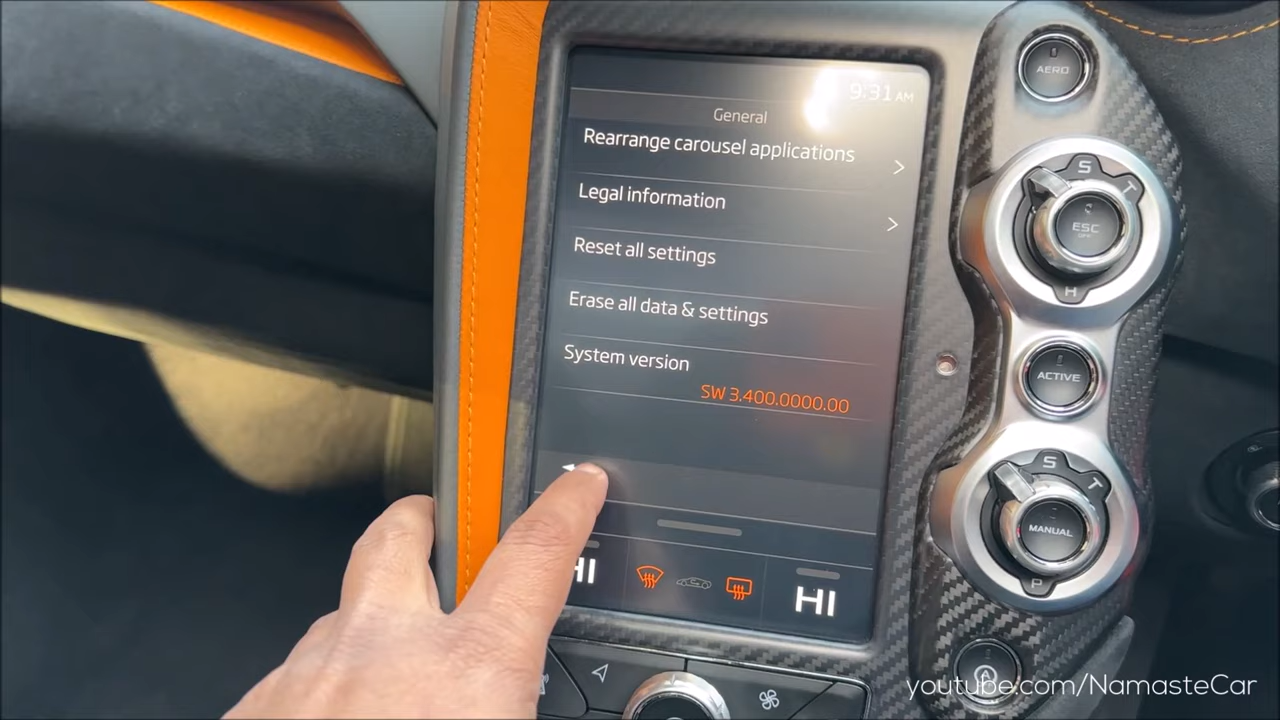 9:31 AM
General
Rearrange carousel applications
Legal information
Reset all settings
Erase all data & settings
System version
SW 3.400.0000.00
HI
HI
AERO
S
T
ESC
OFF
H
ACTIVE
S
T
MANUAL
P
A
youtube.com/NamasteCar